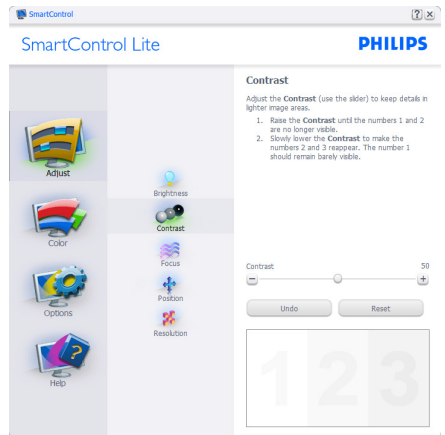 SmartControl
SmartControl Lite
PHILIPS
Adjust
Color
Options
Help
Brightness
Contrast
Focus
Position
Resolution
Contrast
Adjust the Contrast (use the slider) to keep details in
lighter image areas.
1. Raise the Contrast until the numbers 1 and 2
are no longer visible.
2. Slowly lower the Contrast to make the
numbers 2 and 3 reappear. The number 1
should remain barely visible.
Contrast 50
Undo Reset
1 2 3